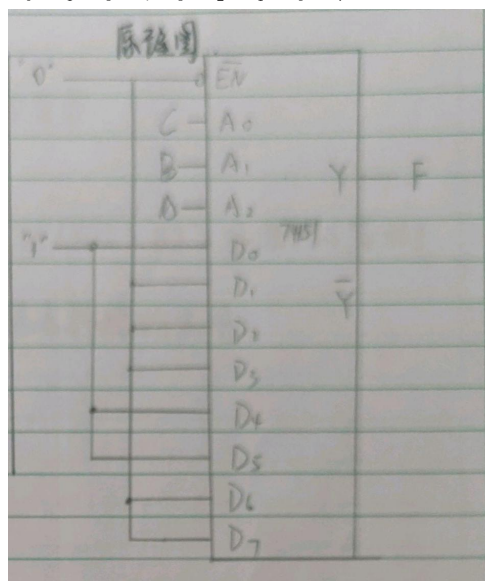 原理图
"0" EN
C A0
B A1 Y F
A A2
"1" D0 74151
D1 Y
D2
D3
D4
D5
D6
D7